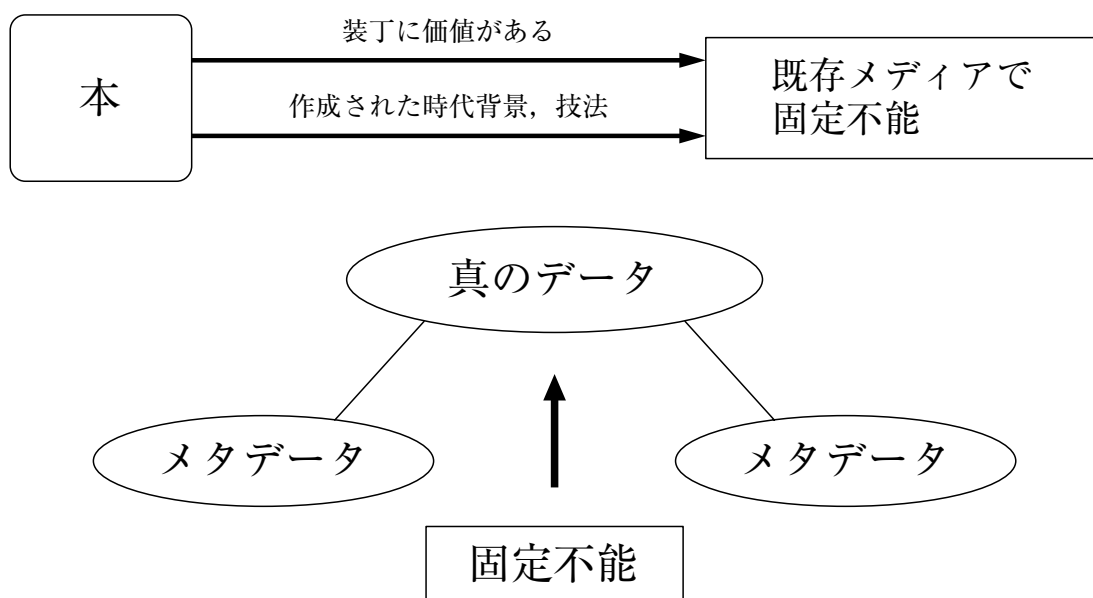 装丁に価値がある
本
作成された時代背景，技法
既存メディアで
固定不能
真のデータ
メタデータ
メタデータ
固定不能